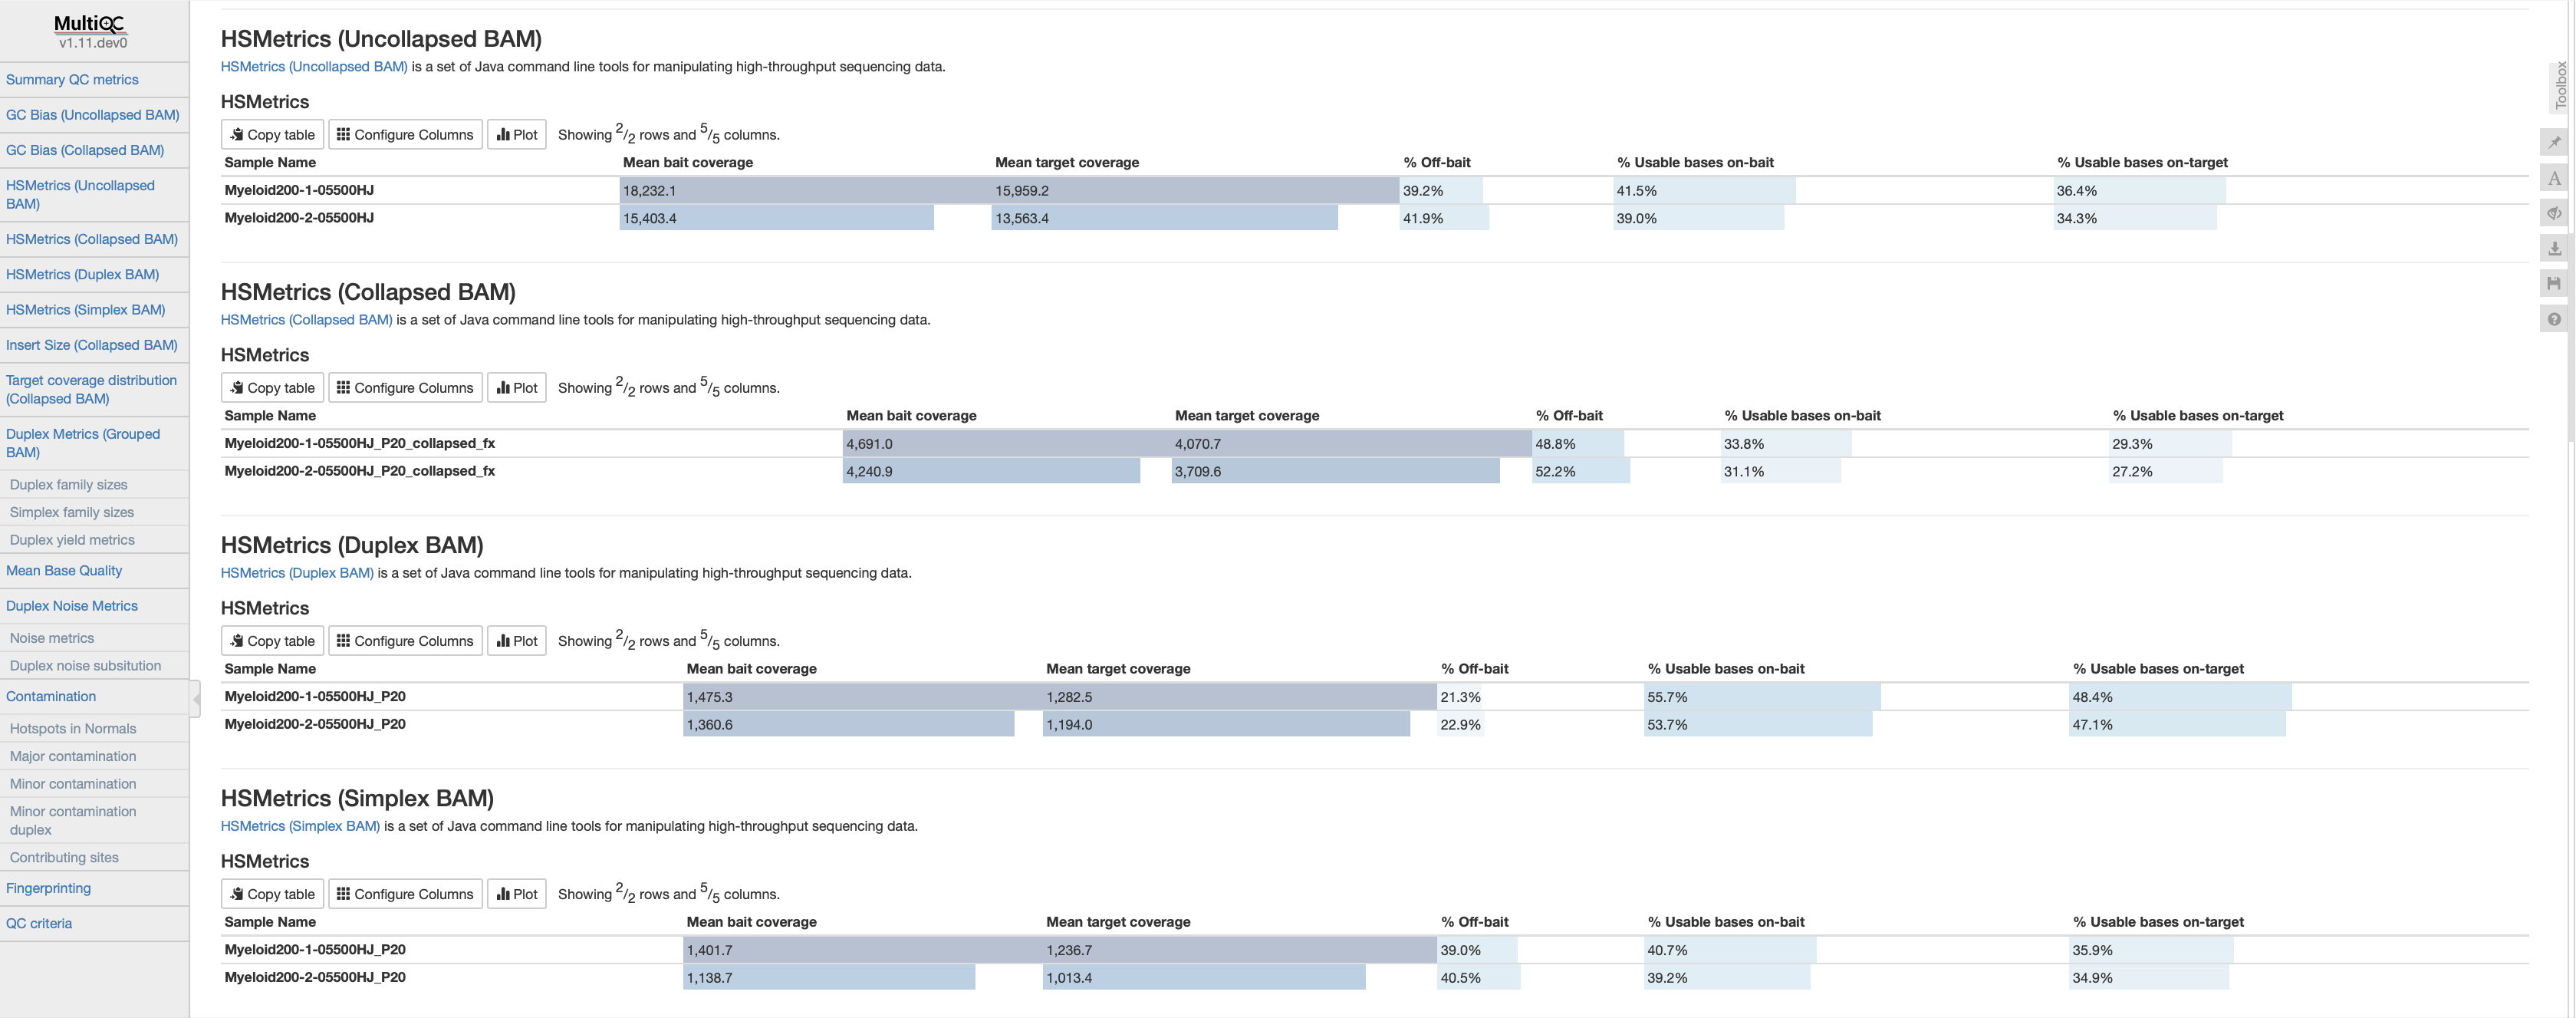 MultiQC
v1.11.dev0
Summary QC metrics
GC Bias (Uncollapsed BAM)
GC Bias (Collapsed BAM)
HSMetrics (Uncollapsed
BAM)
HSMetrics (Collapsed BAM)
HSMetrics (Duplex BAM)
HSMetrics (Simplex BAM)
Insert Size (Collapsed BAM)
Target coverage distribution
(Collapsed BAM)
Duplex Metrics (Grouped
BAM)
Duplex family sizes
Simplex family sizes
Duplex yield metrics
Mean Base Quality
Duplex Noise Metrics
Noise metrics
Duplex noise subsitution
Contamination
Hotspots in Normals
Major contamination
Minor contamination
Minor contamination
duplex
Contributing sites
Fingerprinting
QC criteria
HSMetrics (Uncollapsed BAM)
HSMetrics (Uncollapsed BAM) is a set of Java command line tools for manipulating high-throughput sequencing data.
HSMetrics
Copy table Configure Columns Plot Showing 2/2 rows and 5/5 columns.
Sample Name Mean bait coverage Mean target coverage % Off-bait % Usable bases on-bait % Usable bases on-target
Myeloid200-1-05500HJ 18,232.1 15,959.2 39.2% 41.5% 36.4%
Myeloid200-2-05500HJ 15,403.4 13,563.4 41.9% 39.0% 34.3%
HSMetrics (Collapsed BAM)
HSMetrics (Collapsed BAM) is a set of Java command line tools for manipulating high-throughput sequencing data.
HSMetrics
Copy table Configure Columns Plot Showing 2/2 rows and 5/5 columns.
Sample Name Mean bait coverage Mean target coverage % Off-bait % Usable bases on-bait % Usable bases on-target
Myeloid200-1-05500HJ_P20_collapsed_fx 4,691.0 4,070.7 48.8% 33.8% 29.3%
Myeloid200-2-05500HJ_P20_collapsed_fx 4,240.9 3,709.6 52.2% 31.1% 27.2%
HSMetrics (Duplex BAM)
HSMetrics (Duplex BAM) is a set of Java command line tools for manipulating high-throughput sequencing data.
HSMetrics
Copy table Configure Columns Plot Showing 2/2 rows and 5/5 columns.
Sample Name Mean bait coverage Mean target coverage % Off-bait % Usable bases on-bait % Usable bases on-target
Myeloid200-1-05500HJ_P20 1,475.3 1,282.5 21.3% 55.7% 48.4%
Myeloid200-2-05500HJ_P20 1,360.6 1,194.0 22.9% 53.7% 47.1%
HSMetrics (Simplex BAM)
HSMetrics (Simplex BAM) is a set of Java command line tools for manipulating high-throughput sequencing data.
HSMetrics
Copy table Configure Columns Plot Showing 2/2 rows and 5/5 columns.
Sample Name Mean bait coverage Mean target coverage % Off-bait % Usable bases on-bait % Usable bases on-target
Myeloid200-1-05500HJ_P20 1,401.7 1,236.7 39.0% 40.7% 35.9%
Myeloid200-2-05500HJ_P20 1,138.7 1,013.4 40.5% 39.2% 34.9%
Toolbox
A